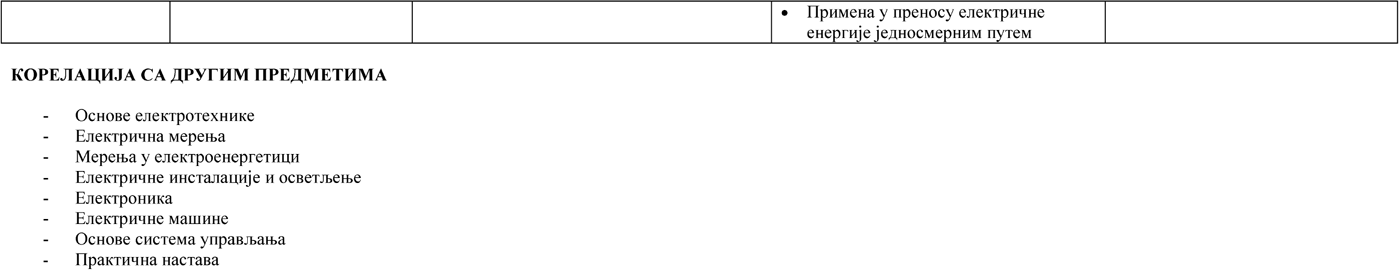 • Примена у преносу електричне
енергије једносмерним путем
КОРЕЛАЦИЈА СА ДРУГИМ ПРЕДМЕТИМА
- Основе електротехнике
- Електрична мерења
- Мерења у електроенергетици
- Електричне инсталације и осветљење
- Електроника
- Електричне машине
- Основе система управљања
- Практична настава